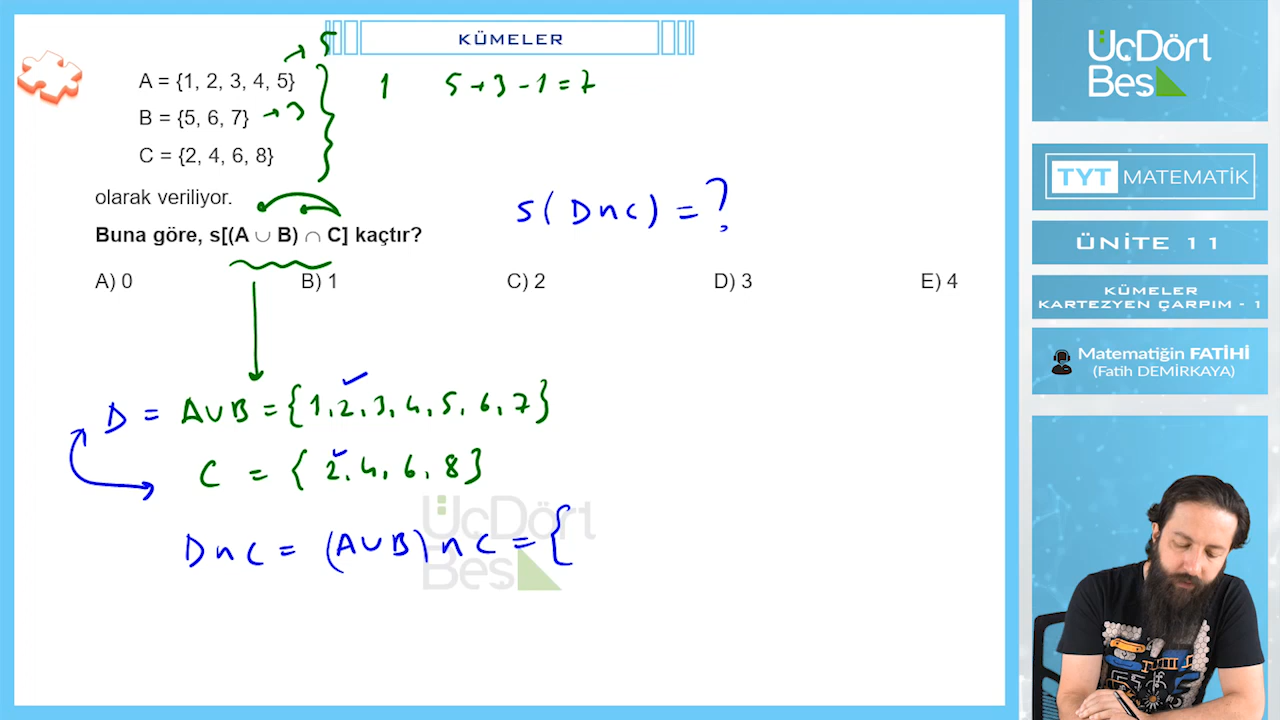 KÜMELER
5
A = {1, 2, 3, 4, 5}
1 5 + 3 - 1 = 7
B = {5, 6, 7} → 3
C = {2, 4, 6, 8}
olarak veriliyor.
s(D∩C) = ?
Buna göre, s[(A ∪ B) ∩ C] kaçtır?
A) 0 B) 1 C) 2 D) 3 E) 4
D = A∪B = {1, 2, 3, 4, 5, 6, 7}
C = {2, 4, 6, 8}
D∩C = (A∪B)∩C = {
ÜçDört
Beş
ÜçDört
Beş
TYT MATEMATİK
ÜNİTE 11
KÜMELER
KARTEZYEN ÇARPIM - 1
Matematiğin FATİHİ
(Fatih DEMİRKAYA)